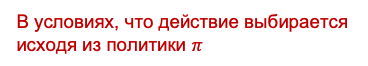 В условиях, что действие выбирается
исходя из политики π